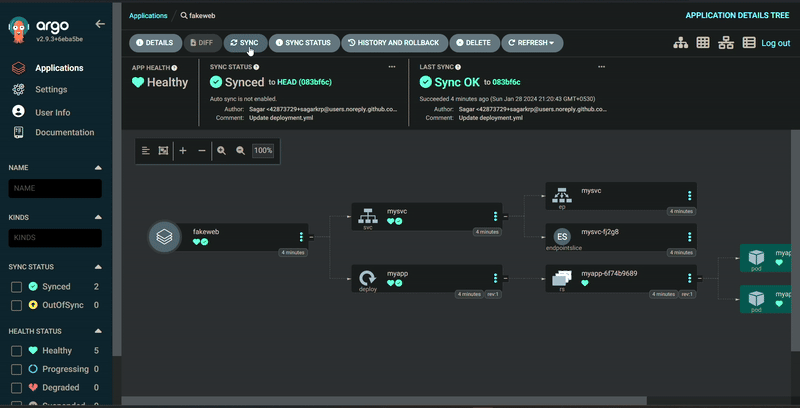 argo
v2.9.3+6eba5be
Applications
Settings
User Info
Documentation
NAME
NAME
KINDS
KINDS
SYNC STATUS
Synced 2
OutOfSync 0
HEALTH STATUS
Healthy 5
Progressing 0
Degraded 0
Suspended 0
Applications / fakeweb
APPLICATION DETAILS TREE
DETAILS DIFF SYNC SYNC STATUS HISTORY AND ROLLBACK DELETE REFRESH Log out
APP HEALTH
Healthy
SYNC STATUS
Synced to HEAD (083bf6c)
Auto sync is not enabled.
Author: Sagar <42873729+sagarkrp@users.noreply.github.co...
Comment: Update deployment.yml
LAST SYNC
Sync OK to 083bf6c
Succeeded 4 minutes ago (Sun Jan 28 2024 21:20:43 GMT+0530)
Author: Sagar <42873729+sagarkrp@users.noreply.github.co...
Comment: Update deployment.yml
100%
fakeweb
4 minutes
mysvc
svc
4 minutes
myapp
deploy
4 minutes rev:1
mysvc
ep
4 minutes
ES
mysvc-fj2g8
endpointslice
4 minutes
myapp-6f74b9689
rs
4 minutes rev:1
myap
pod
myap
pod